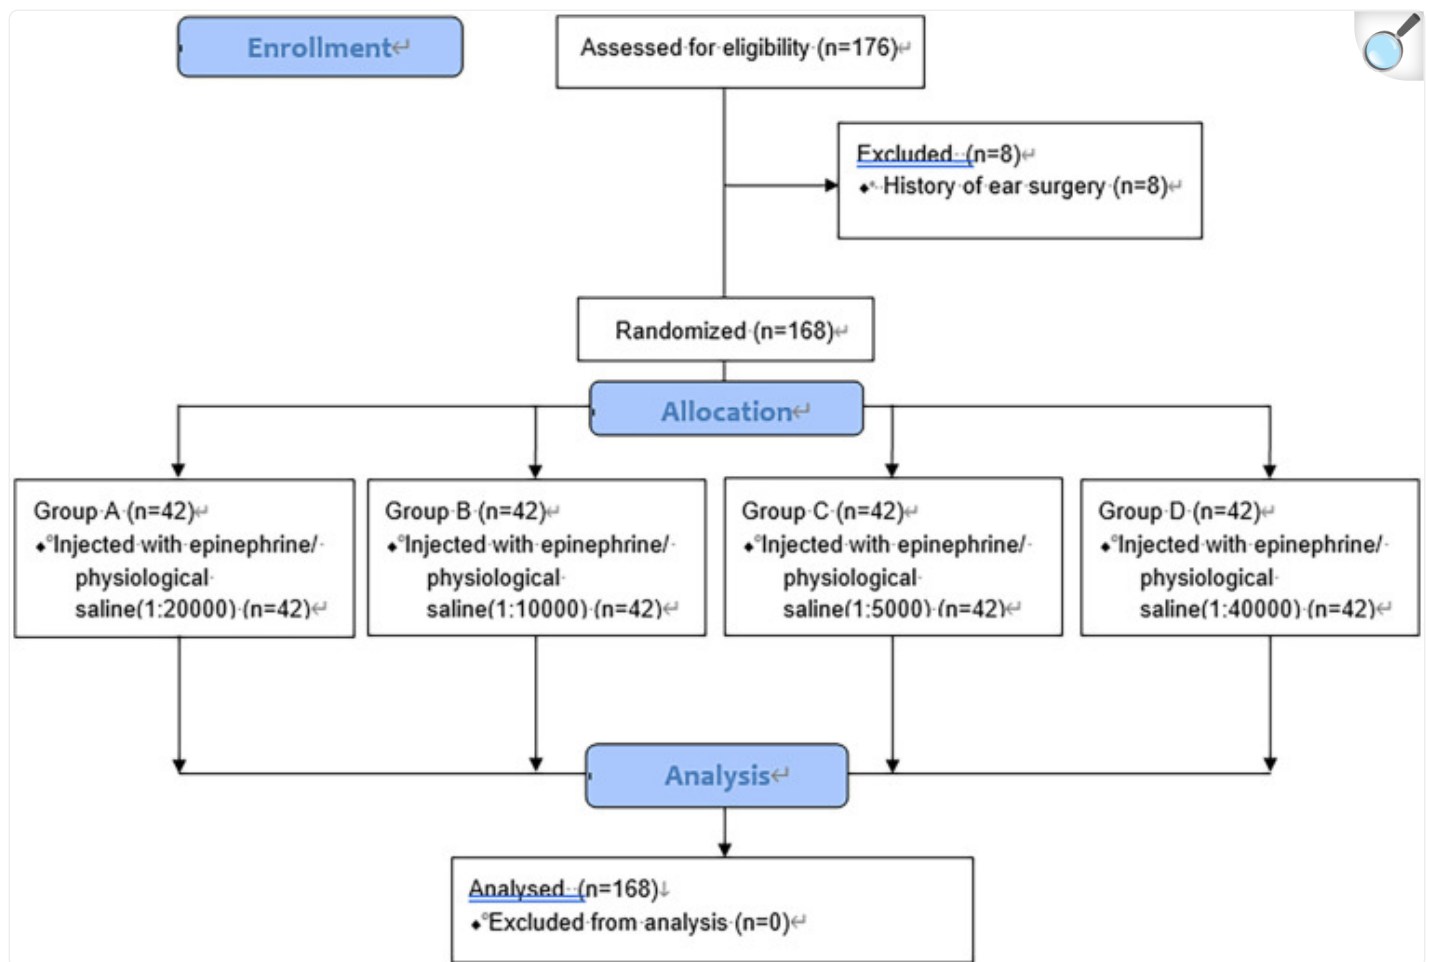 Enrollment
Assessed for eligibility (n=176)
Excluded (n=8)
History of ear surgery (n=8)
Randomized (n=168)
Allocation
Group A (n=42)
Injected with epinephrine/
physiological
saline(1:20000) (n=42)
Group B (n=42)
Injected with epinephrine/
physiological
saline(1:10000) (n=42)
Group C (n=42)
Injected with epinephrine/
physiological
saline(1:5000) (n=42)
Group D (n=42)
Injected with epinephrine/
physiological
saline(1:40000) (n=42)
Analysis
Analysed (n=168)
Excluded from analysis (n=0)